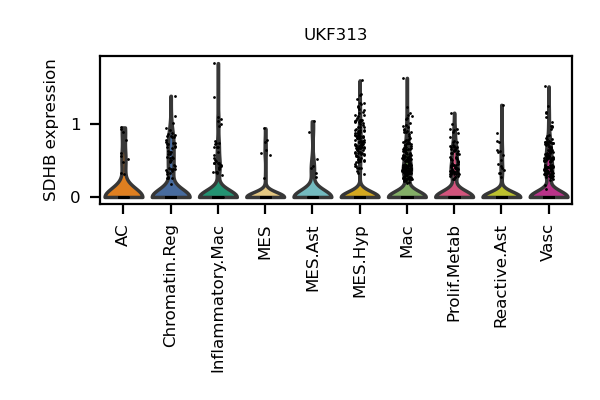 UKF313
SDHB expression
1
0
AC
Chromatin.Reg
Inflammatory.Mac
MES
MES.Ast
MES.Hyp
Mac
Prolif.Metab
Reactive.Ast
Vasc